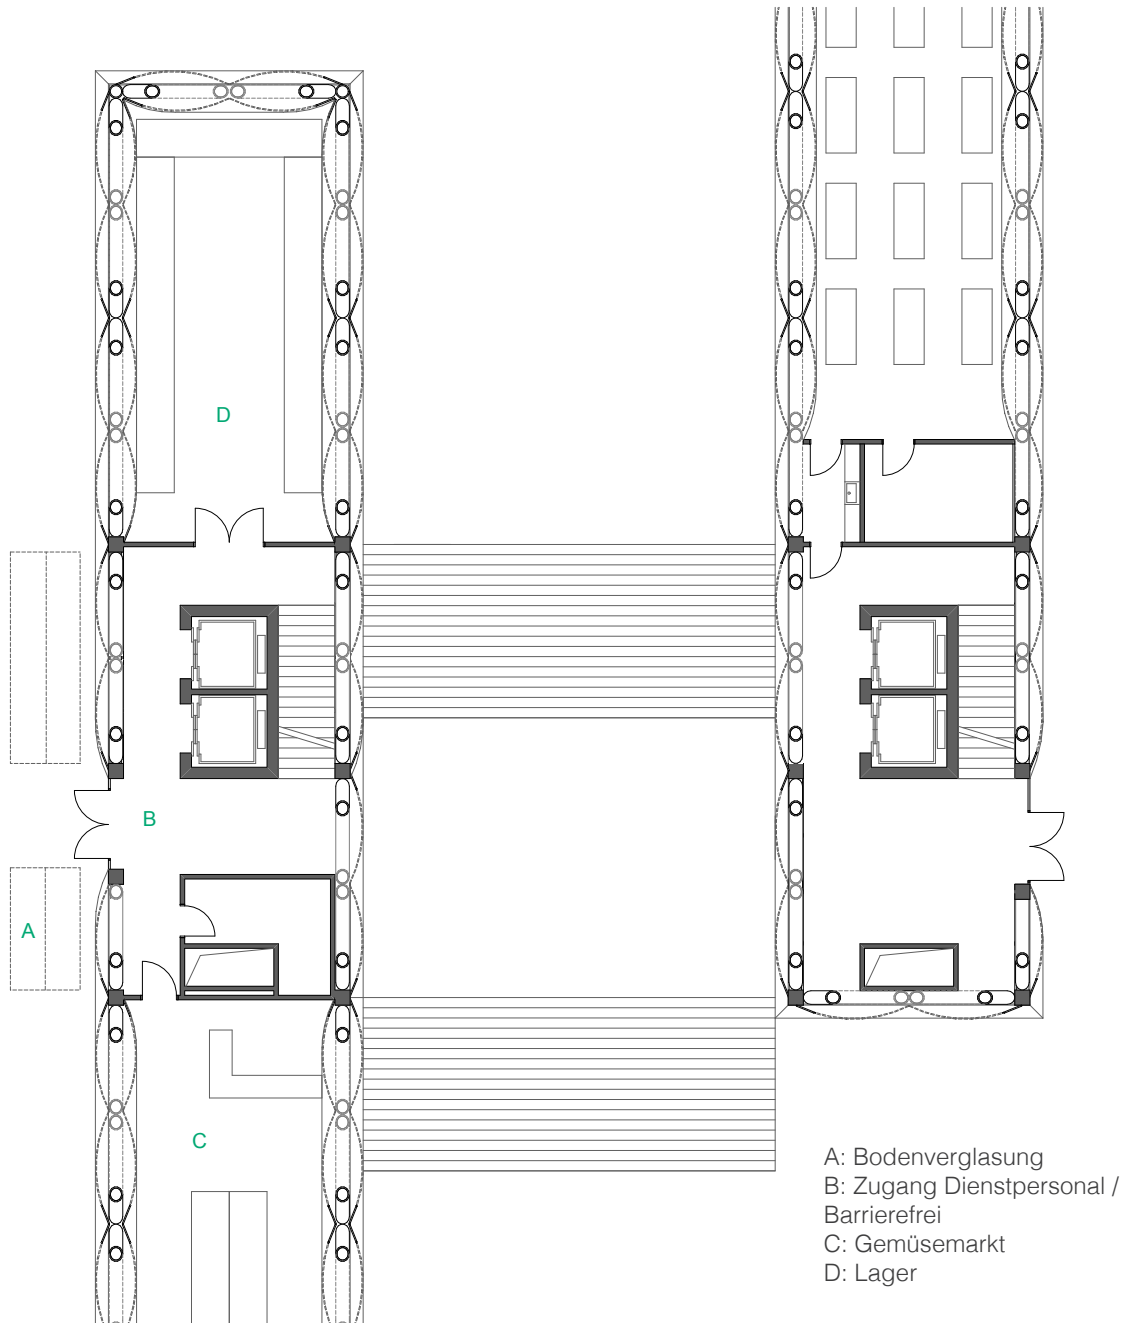 D
B
A
C
A: Bodenverglasung
B: Zugang Dienstpersonal /
Barrierefrei
C: Gemüsemarkt
D: Lager